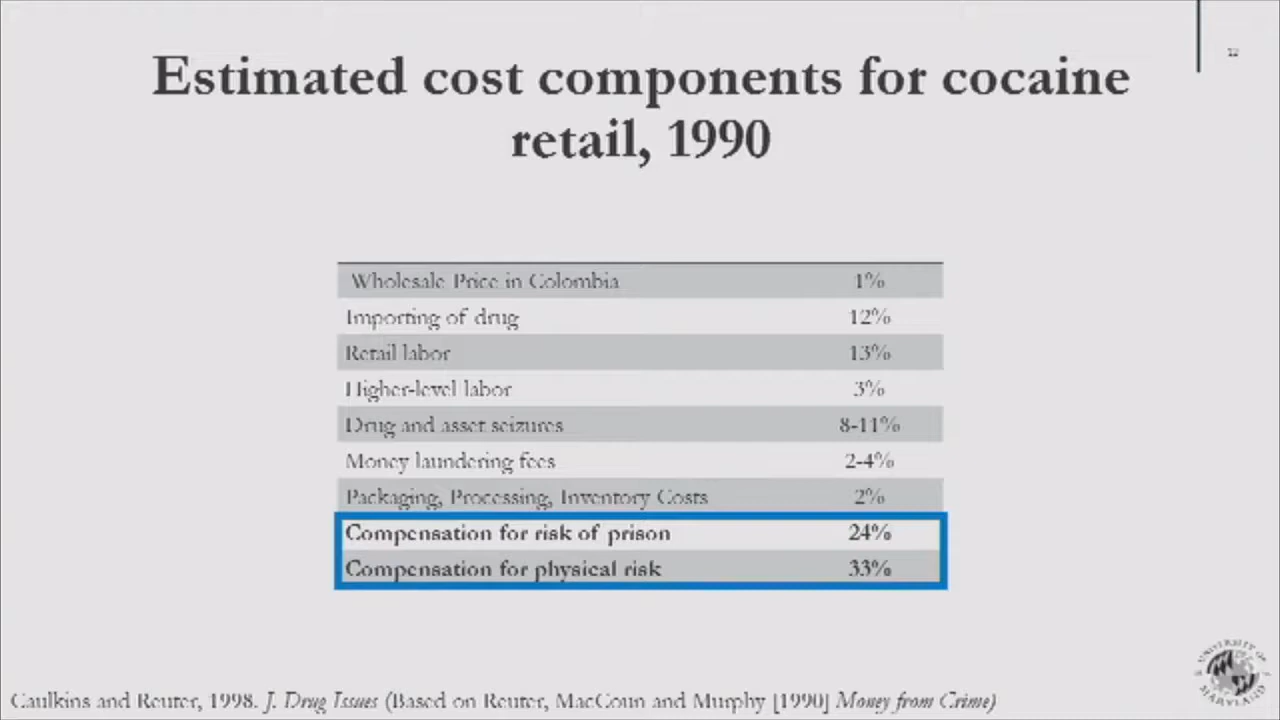 Estimated cost components for cocaine
retail, 1990
Wholesale Price in Colombia 1%
Importing of drug 12%
Retail labor 13%
Higher-level labor 3%
Drug and asset seizures 8-11%
Money laundering fees 2-4%
Packaging, Processing, Inventory Costs 2%
Compensation for risk of prison 24%
Compensation for physical risk 33%
Caulkins and Reuter, 1998. J. Drug Issues (Based on Reuter, MacCoun and Murphy [1990] Money from Crime)
UNIVERSITY OF
MARYLAND